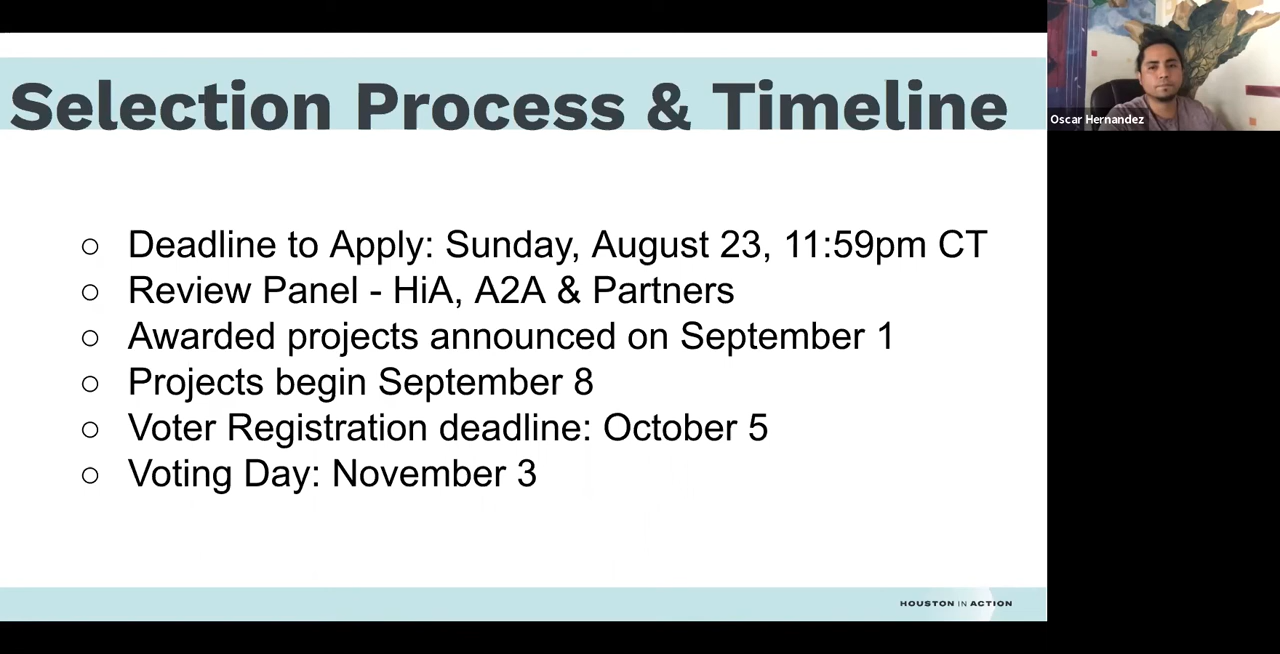 Selection Process & Timeline
Oscar Hernandez
○ Deadline to Apply: Sunday, August 23, 11:59pm CT
○ Review Panel - HiA, A2A & Partners
○ Awarded projects announced on September 1
○ Projects begin September 8
○ Voter Registration deadline: October 5
○ Voting Day: November 3
HOUSTON IN ACTION